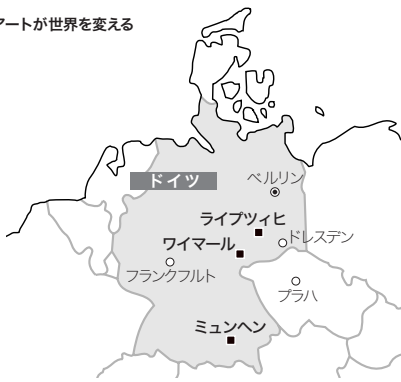 アートが世界を変える
ドイツ
ベルリン
ライプツィヒ
ドレスデン
ワイマール
フランクフルト
プラハ
ミュンヘン